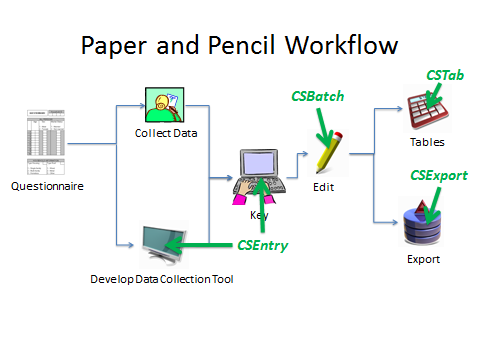 Paper and Pencil Workflow
CSTab
CSBatch
Collect Data
Tables
Questionnaire
Key
Edit
CSExport
CSEntry
Export
Develop Data Collection Tool